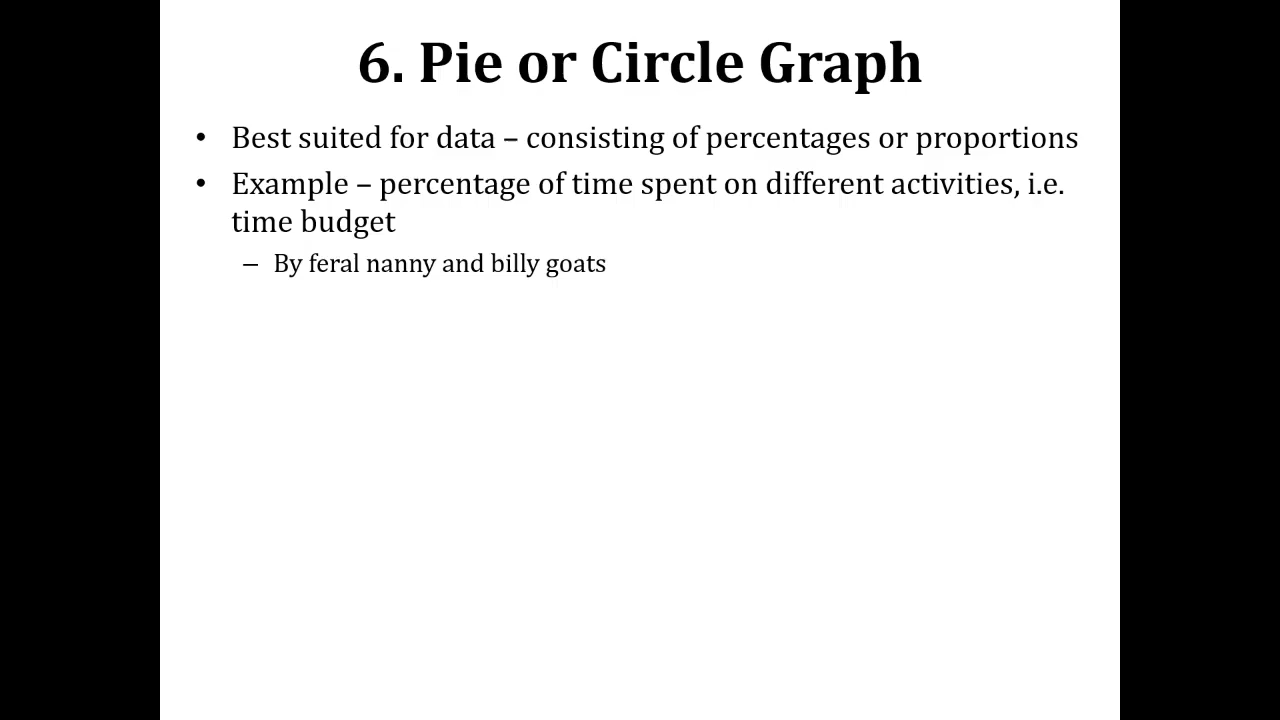 6. Pie or Circle Graph
• Best suited for data – consisting of percentages or proportions
• Example – percentage of time spent on different activities, i.e.
time budget
– By feral nanny and billy goats